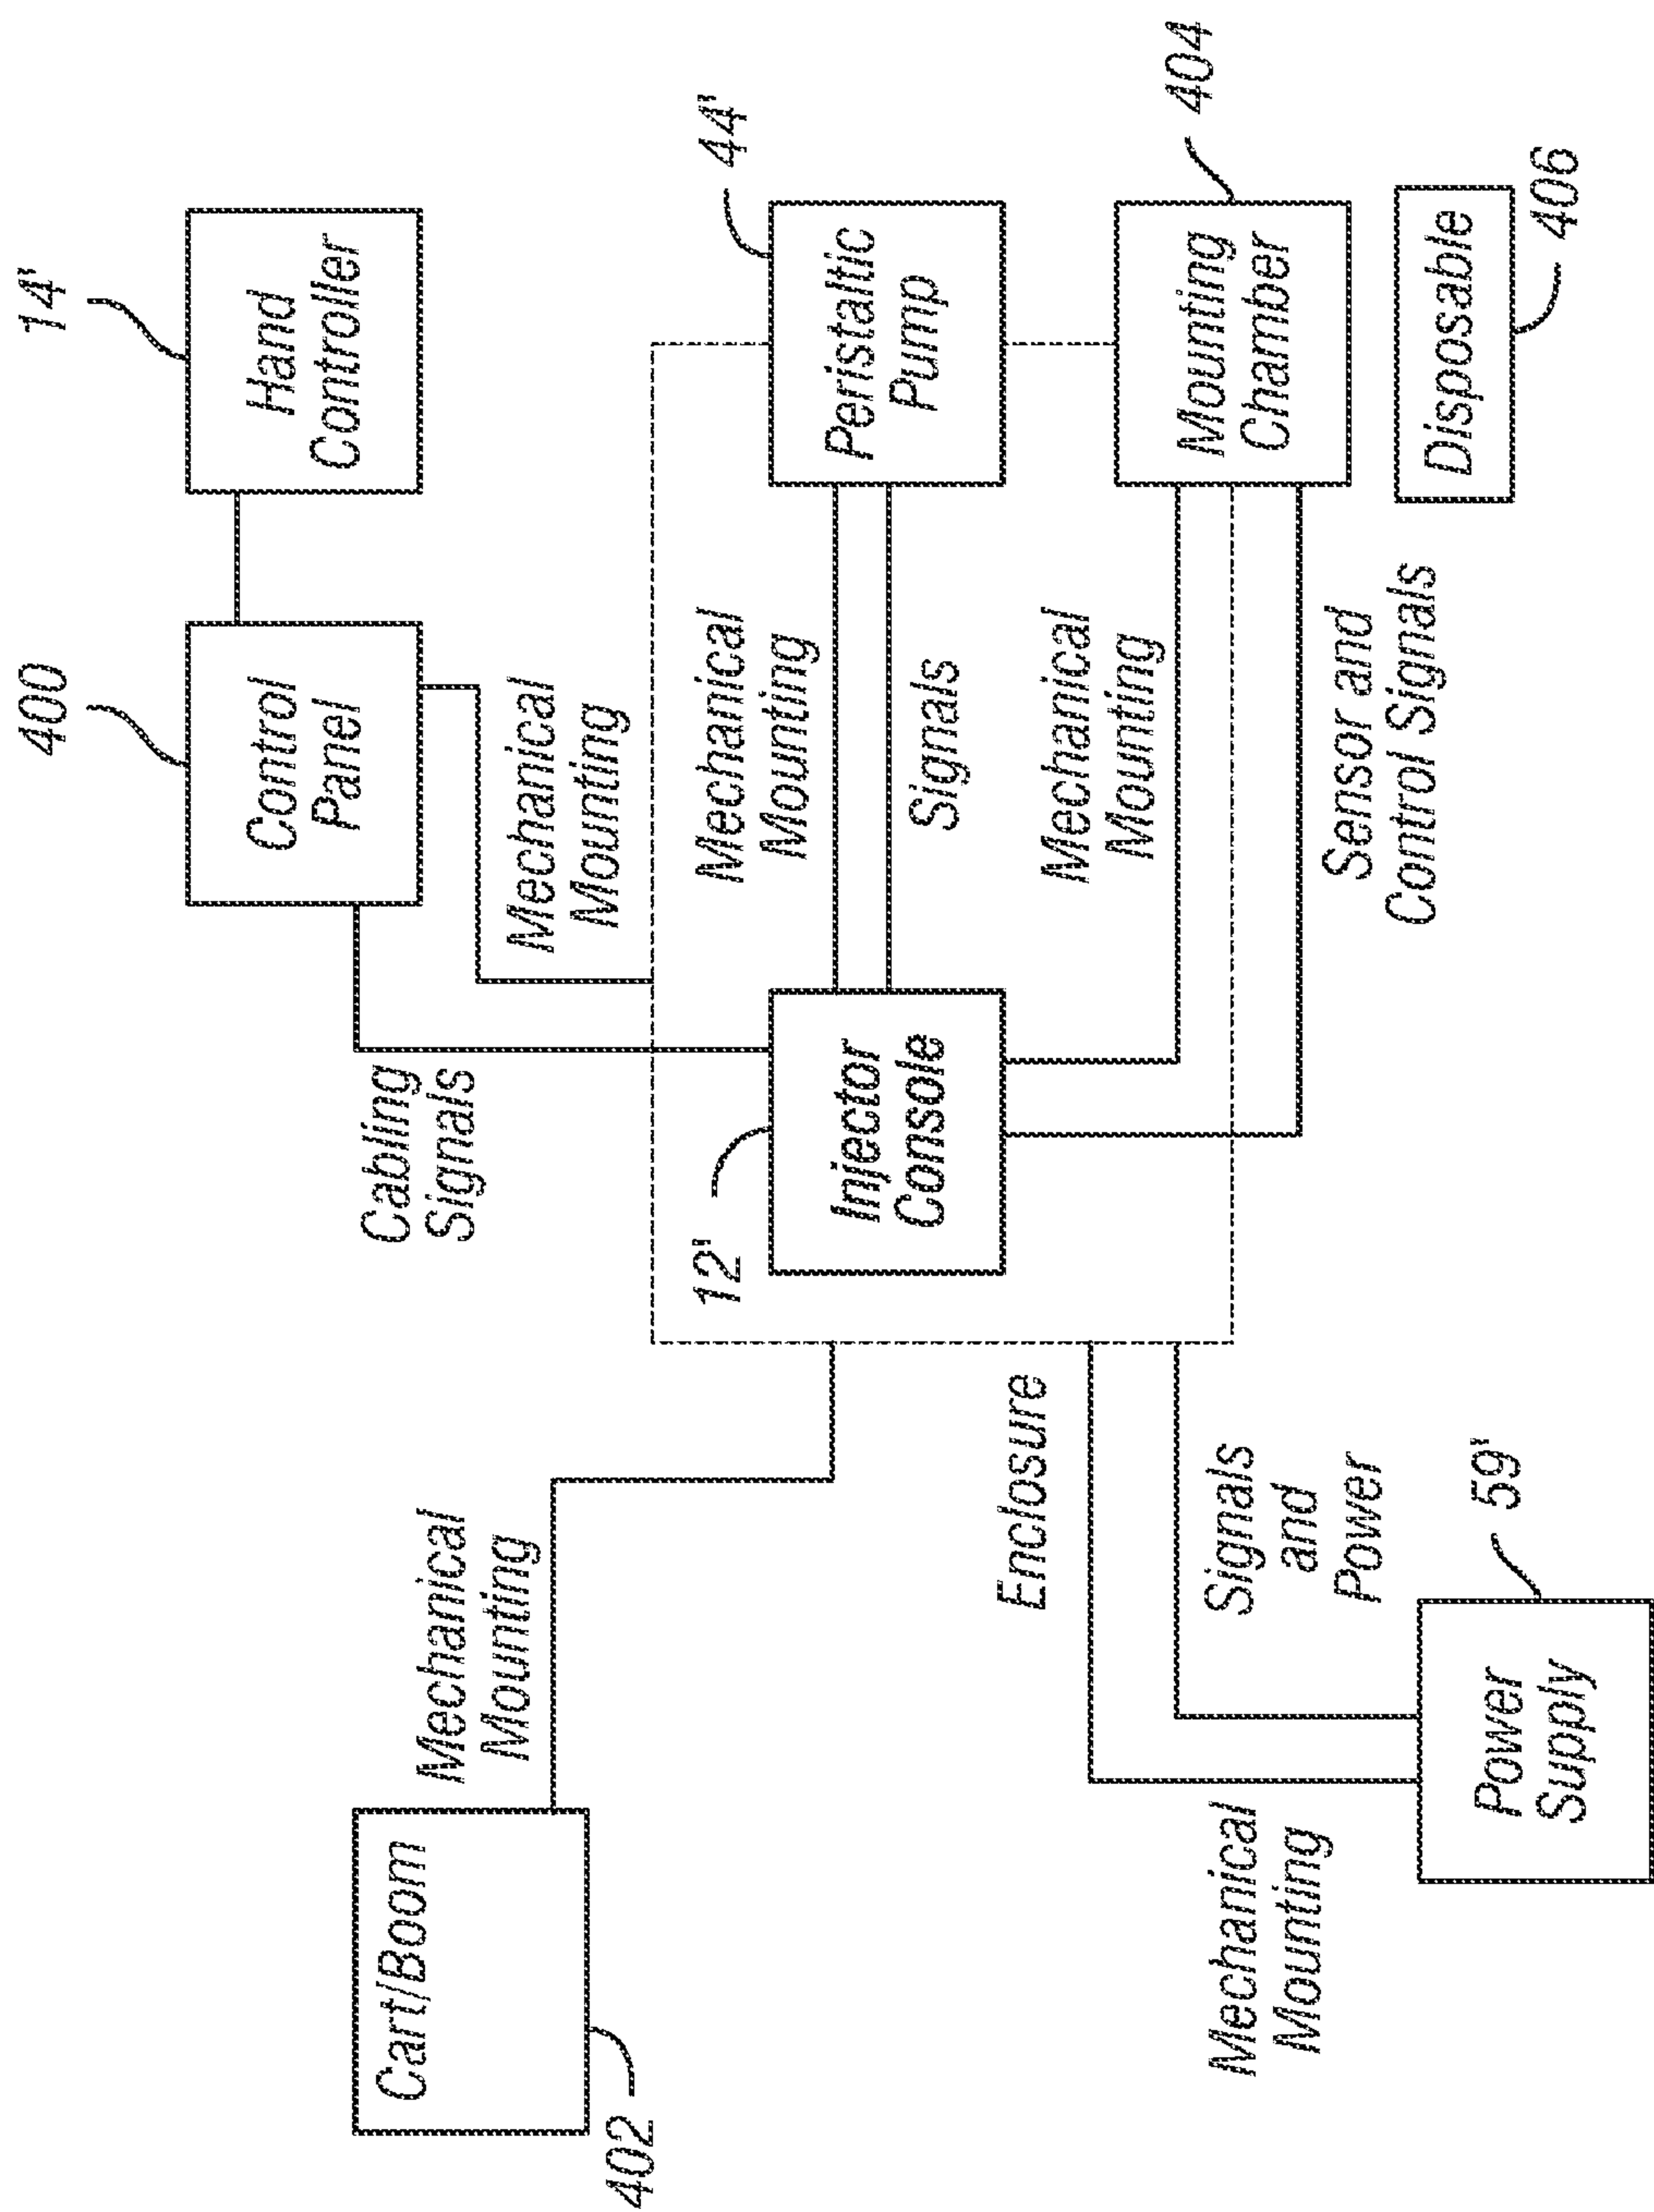 14'
Hand
Controller
400
Control
Panel
Mechanical
Mounting
Cabling
Signals
44'
Peristaltic
Pump
Mechanical
Mounting
Signals
404
Mounting
Chamber
Mechanical
Mounting
Sensor and
Control Signals
Disposable
406
12'
Injector
Console
Cart/Boom
402
Mechanical
Mounting
Enclosure
Signals
and
Power
59'
Power
Supply
Mechanical
Mounting